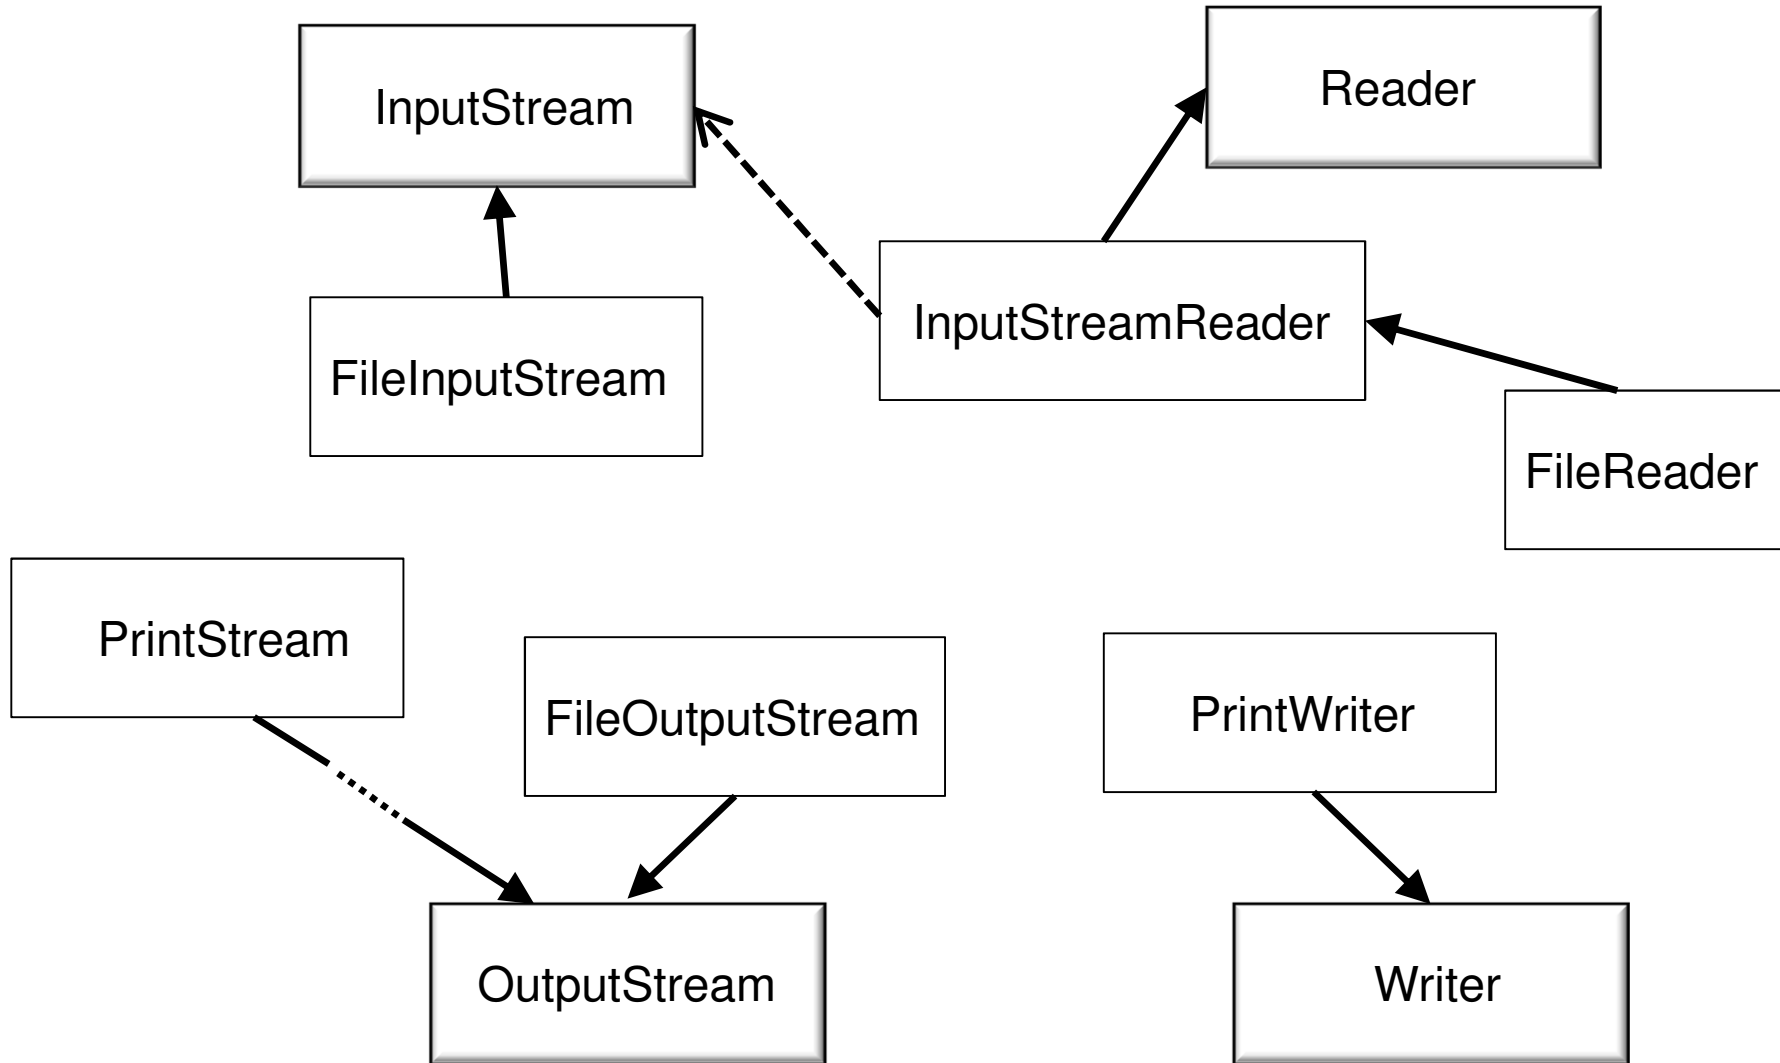 InputStream
Reader
InputStreamReader
FileInputStream
FileReader
PrintStream
FileOutputStream
PrintWriter
OutputStream
Writer